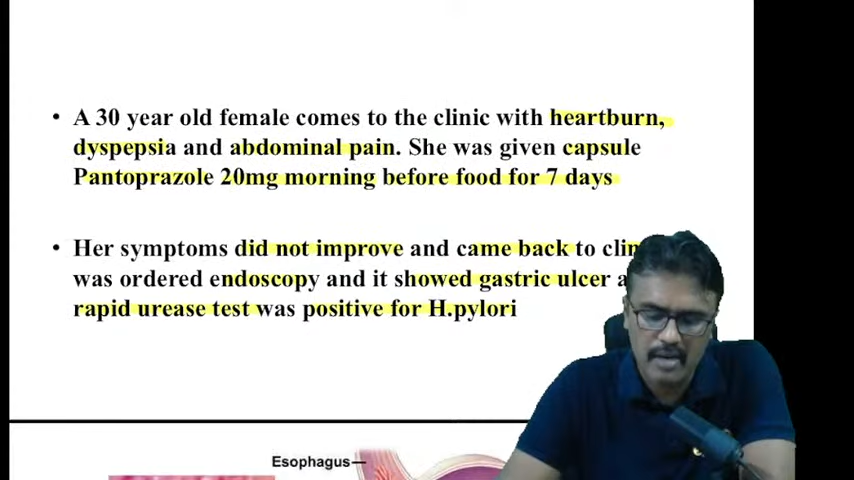 • A 30 year old female comes to the clinic with heartburn,
dyspepsia and abdominal pain. She was given capsule
Pantoprazole 20mg morning before food for 7 days
• Her symptoms did not improve and came back to
was ordered endoscopy and it showed gastric ulcer
rapid urease test was positive for H.pylori
Esophagus